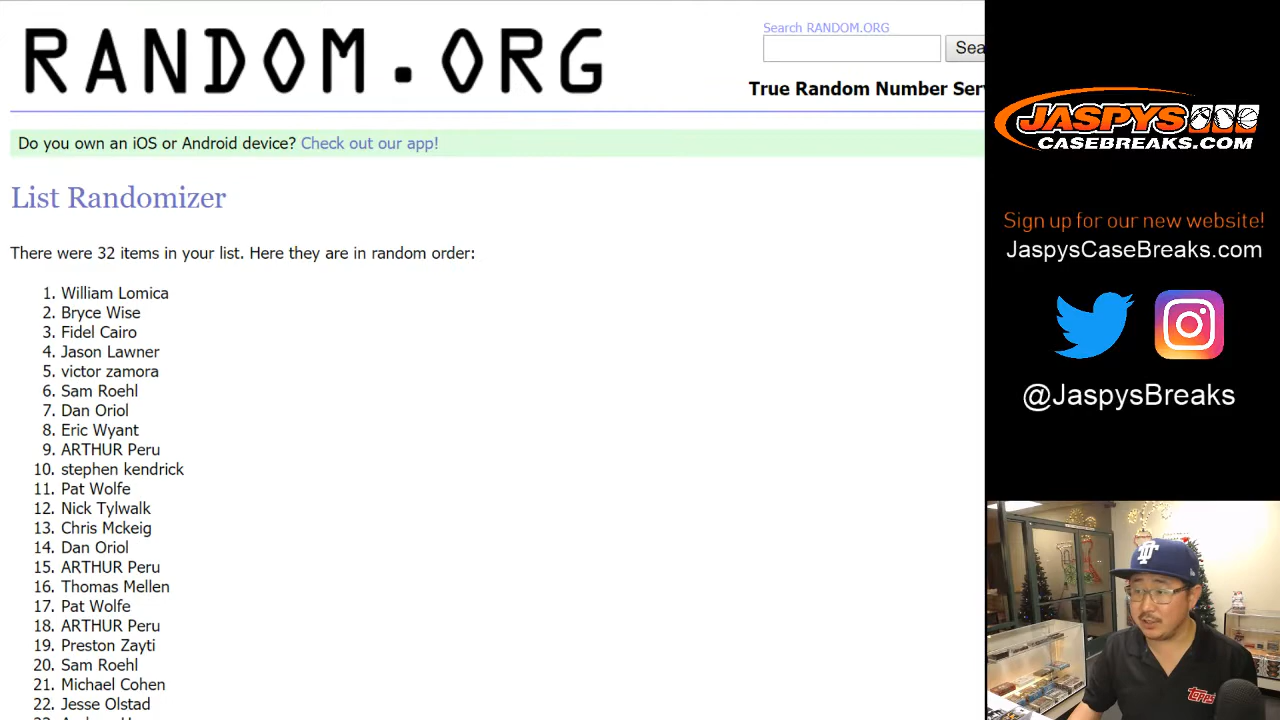 RANDOM.ORG
Search RANDOM.ORG
Sea
True Random Number Ser
Do you own an iOS or Android device? Check out our app!
List Randomizer
There were 32 items in your list. Here they are in random order:
1. William Lomica
2. Bryce Wise
3. Fidel Cairo
4. Jason Lawner
5. victor zamora
6. Sam Roehl
7. Dan Oriol
8. Eric Wyant
9. ARTHUR Peru
10. stephen kendrick
11. Pat Wolfe
12. Nick Tylwalk
13. Chris Mckeig
14. Dan Oriol
15. ARTHUR Peru
16. Thomas Mellen
17. Pat Wolfe
18. ARTHUR Peru
19. Preston Zayti
20. Sam Roehl
21. Michael Cohen
22. Jesse Olstad
JASPYS
CASEBREAKS.COM
Sign up for our new website!
JaspysCaseBreaks.com
@JaspysBreaks
topps